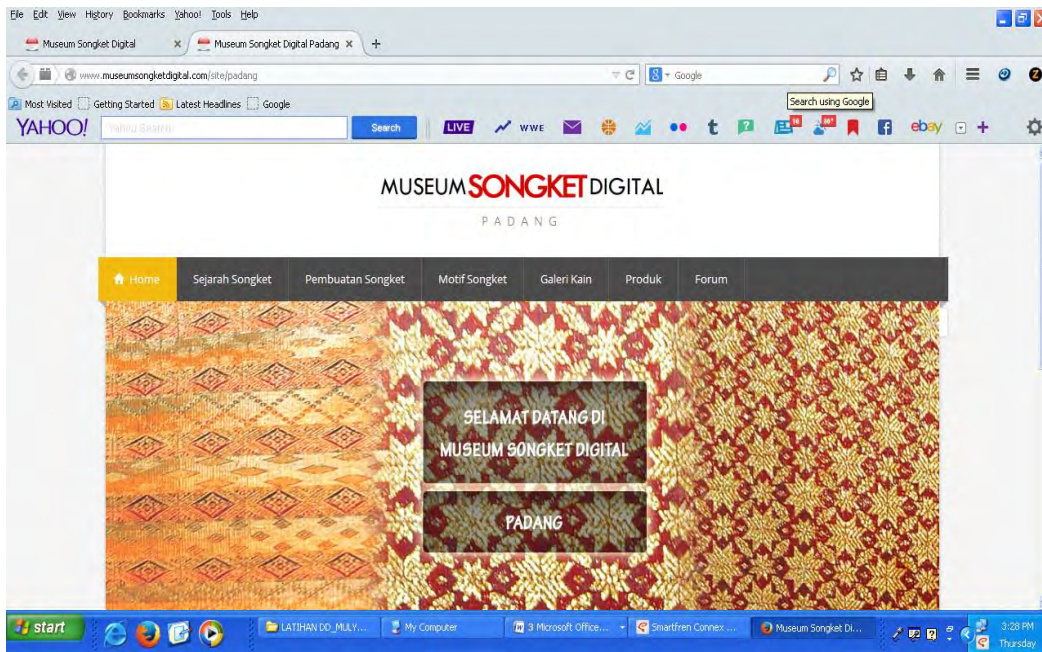 File Edit View History Bookmarks Yahoo! Tools Help
Museum Songket Digital × Museum Songket Digital Padang × +
www.museumsongketdigital.com/site/padang Google
Search using Google
Most Visited Getting Started Latest Headlines Google
YAHOO! Yahoo Search Search LIVE WWE ebay
MUSEUM SONGKET DIGITAL
PADANG
Home Sejarah Songket Pembuatan Songket Motif Songket Galeri Kain Produk Forum
SELAMAT DATANG DI
MUSEUM SONGKET DIGITAL
PADANG
start LATIHAN DD_MULY... My Computer 3 Microsoft Office... Smartfren Connex ... Museum Songket Di... 3:28 PM
Thursday